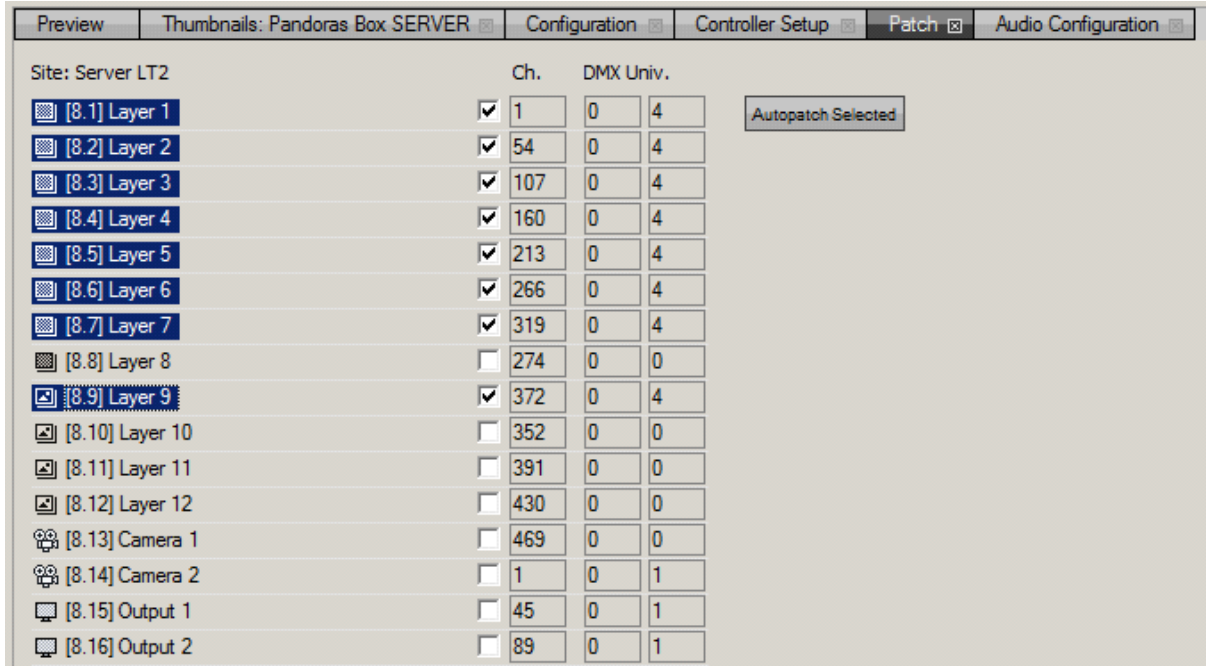 Preview Thumbnails: Pandoras Box SERVER Configuration Controller Setup Patch Audio Configuration
Site: Server LT2 Ch. DMX Univ.
[8.1] Layer 1 1 0 4 Autopatch Selected
[8.2] Layer 2 54 0 4
[8.3] Layer 3 107 0 4
[8.4] Layer 4 160 0 4
[8.5] Layer 5 213 0 4
[8.6] Layer 6 266 0 4
[8.7] Layer 7 319 0 4
[8.8] Layer 8 274 0 0
[8.9] Layer 9 372 0 4
[8.10] Layer 10 352 0 0
[8.11] Layer 11 391 0 0
[8.12] Layer 12 430 0 0
[8.13] Camera 1 469 0 0
[8.14] Camera 2 1 0 1
[8.15] Output 1 45 0 1
[8.16] Output 2 89 0 1